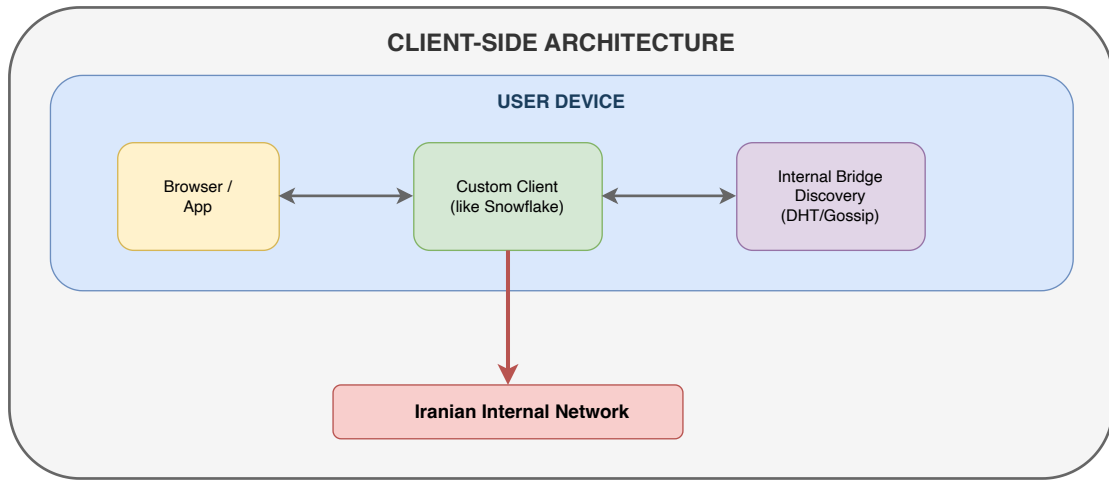 CLIENT-SIDE ARCHITECTURE
USER DEVICE
Browser /
App
Custom Client
(like Snowflake)
Internal Bridge
Discovery
(DHT/Gossip)
Iranian Internal Network